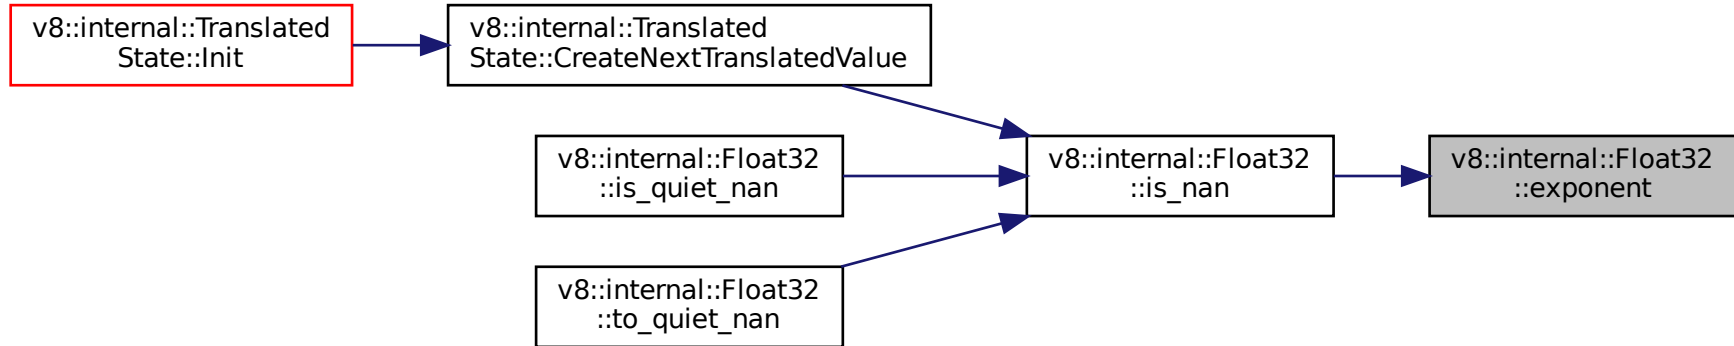 v8::internal::Translated
State::Init
v8::internal::Translated
State::CreateNextTranslatedValue
v8::internal::Float32
::is_quiet_nan
v8::internal::Float32
::to_quiet_nan
v8::internal::Float32
::is_nan
v8::internal::Float32
::exponent